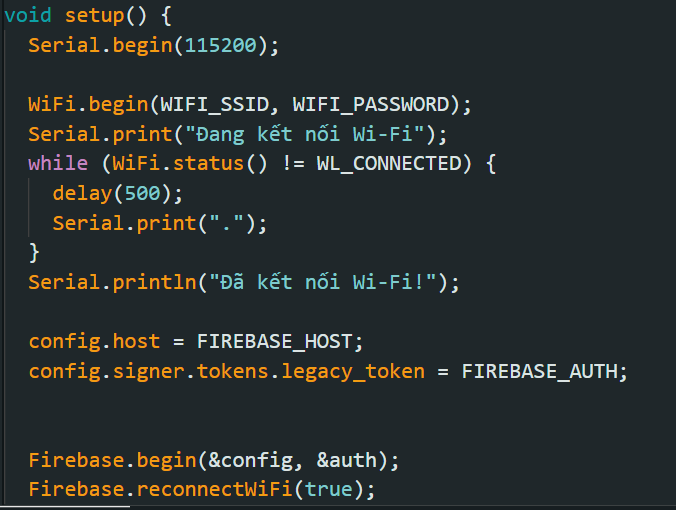 void setup() {
  Serial.begin(115200);

  WiFi.begin(WIFI_SSID, WIFI_PASSWORD);
  Serial.print("Đang kết nối Wi-Fi");
  while (WiFi.status() != WL_CONNECTED) {
    delay(500);
    Serial.print(".");
  }
  Serial.println("Đã kết nối Wi-Fi!");

  config.host = FIREBASE_HOST;
  config.signer.tokens.legacy_token = FIREBASE_AUTH;


  Firebase.begin(&config, &auth);
  Firebase.reconnectWiFi(true);